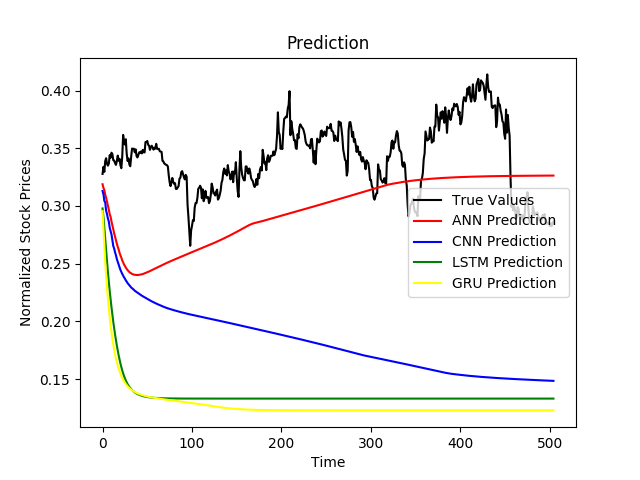 Prediction
Normalized Stock Prices
0.40
0.35
0.30
0.25
0.20
0.15
True Values
ANN Prediction
CNN Prediction
LSTM Prediction
GRU Prediction
0
100
200
300
400
500
Time